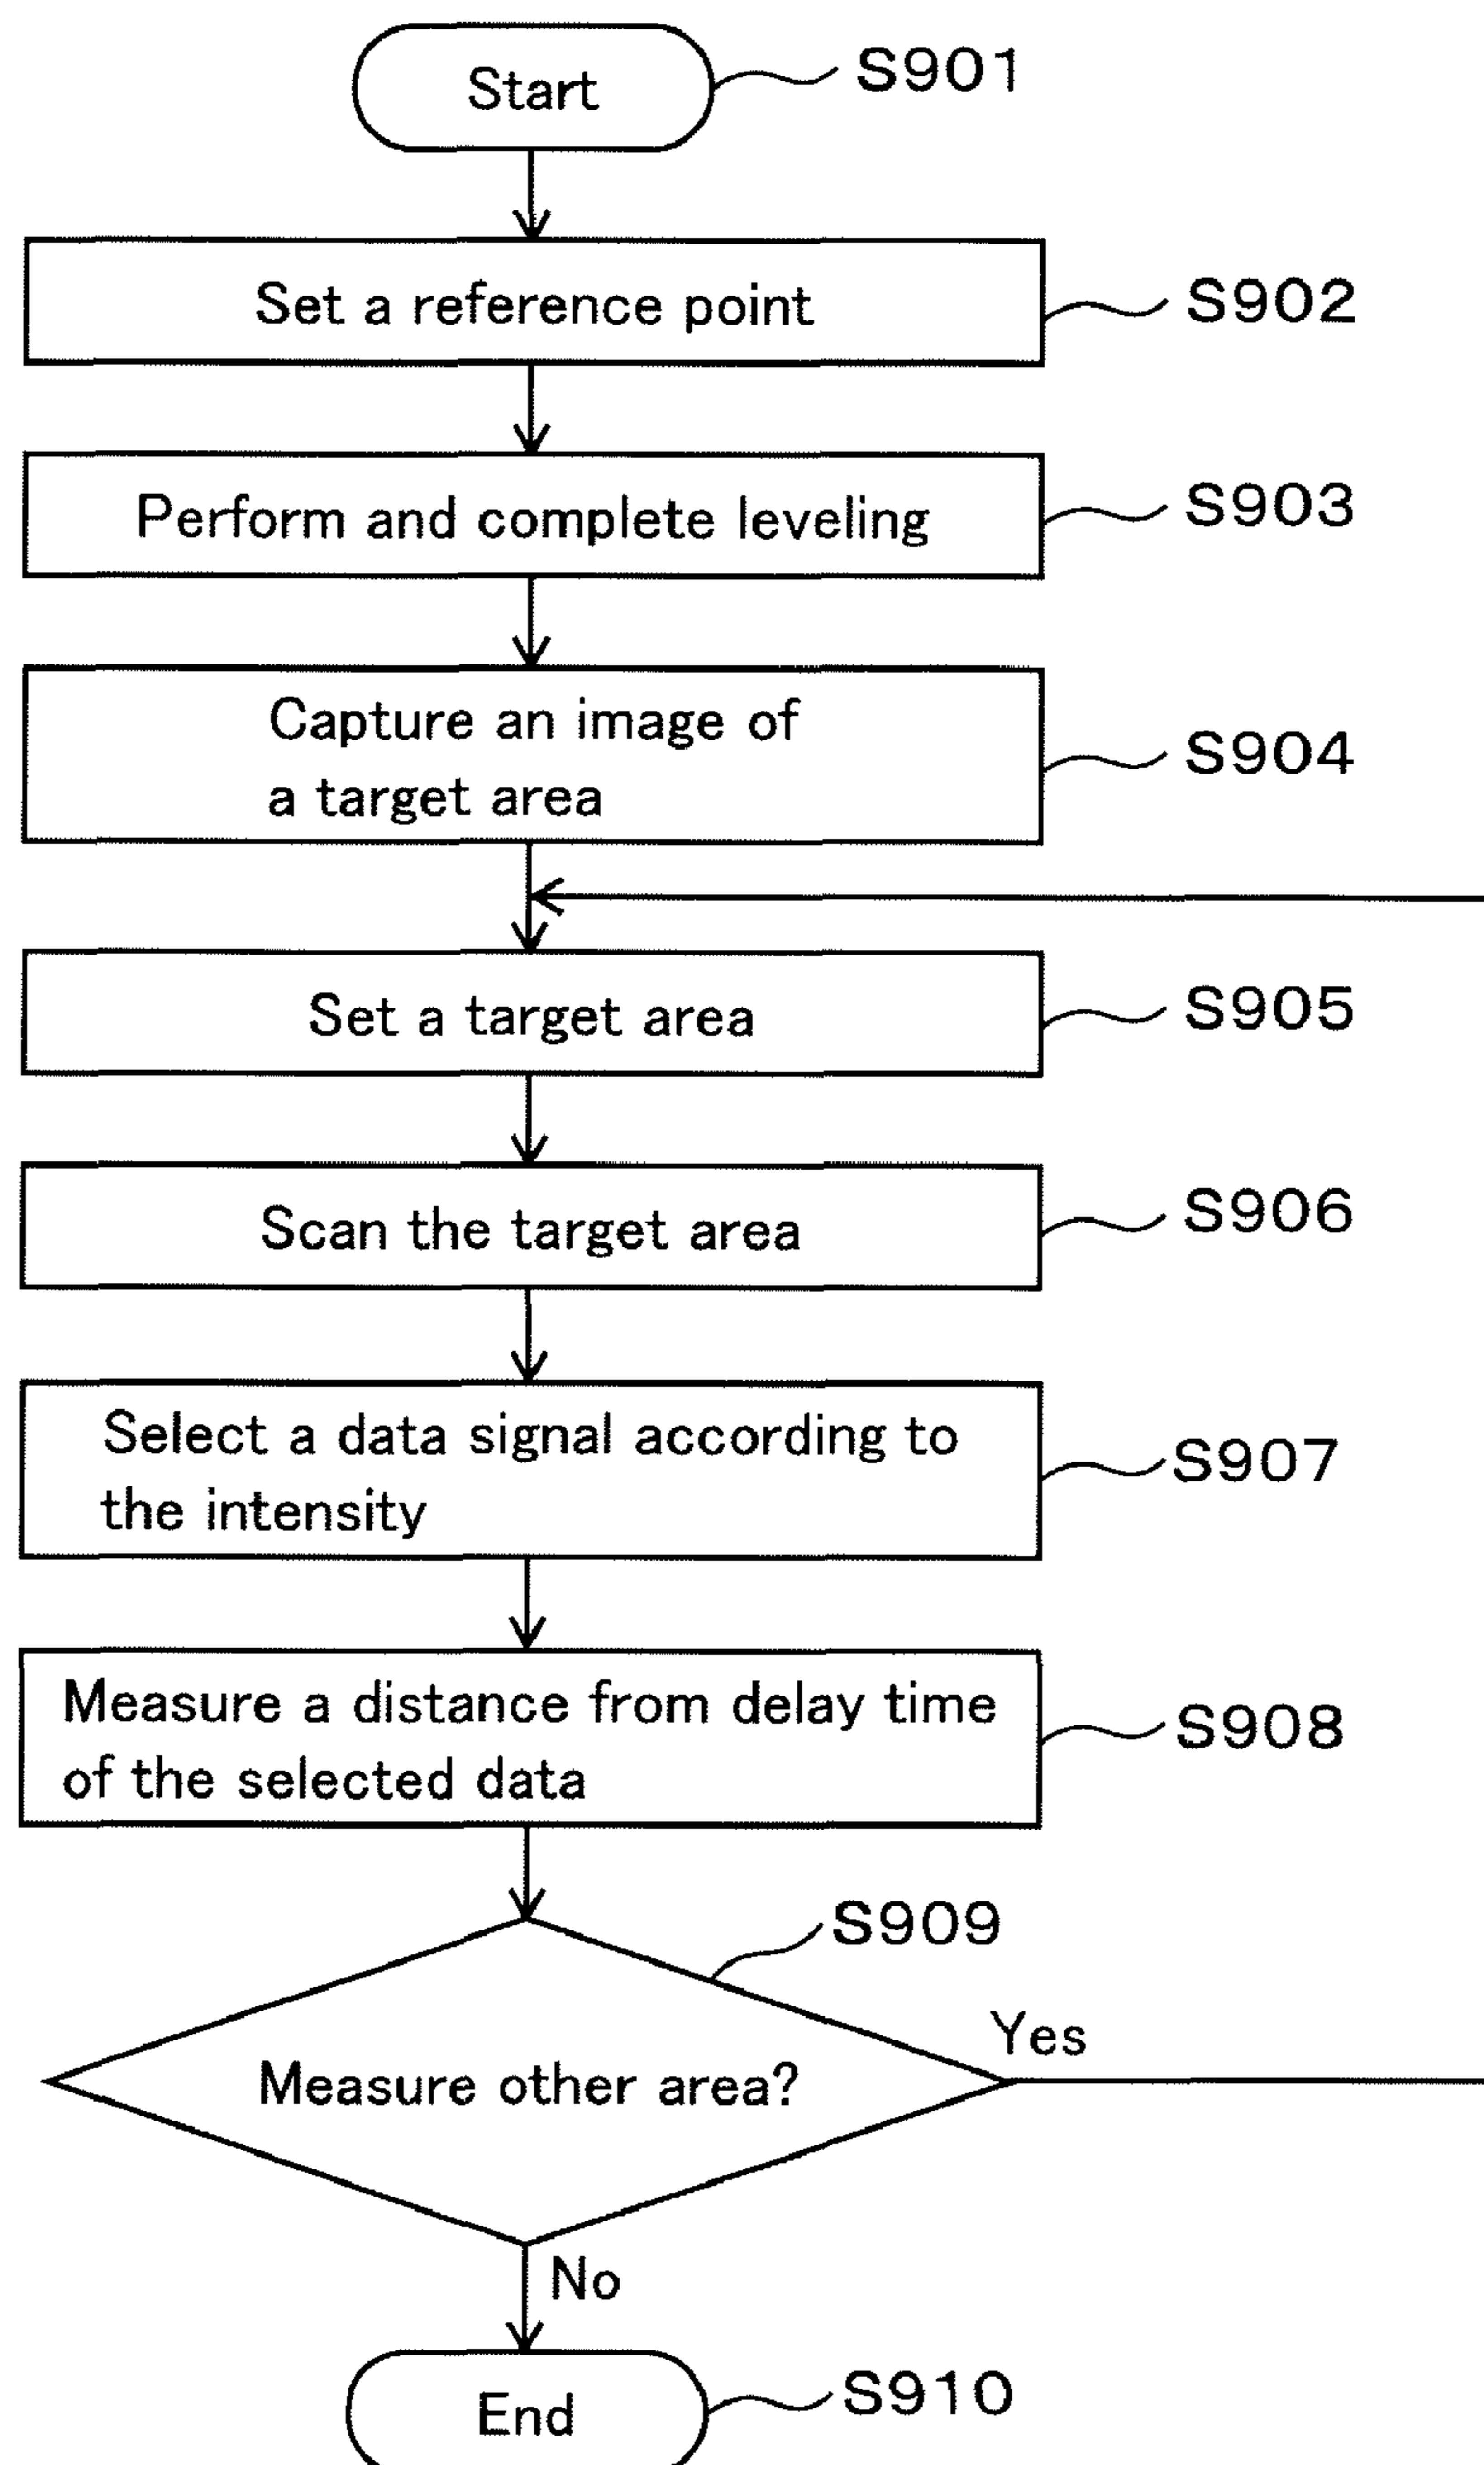 Start
S901
Set a reference point
S902
Perform and complete leveling
S903
Capture an image of
a target area
S904
Set a target area
S905
Scan the target area
S906
Select a data signal according to
the intensity
S907
Measure a distance from delay time
of the selected data
S908
S909
Measure other area?
Yes
No
End
S910